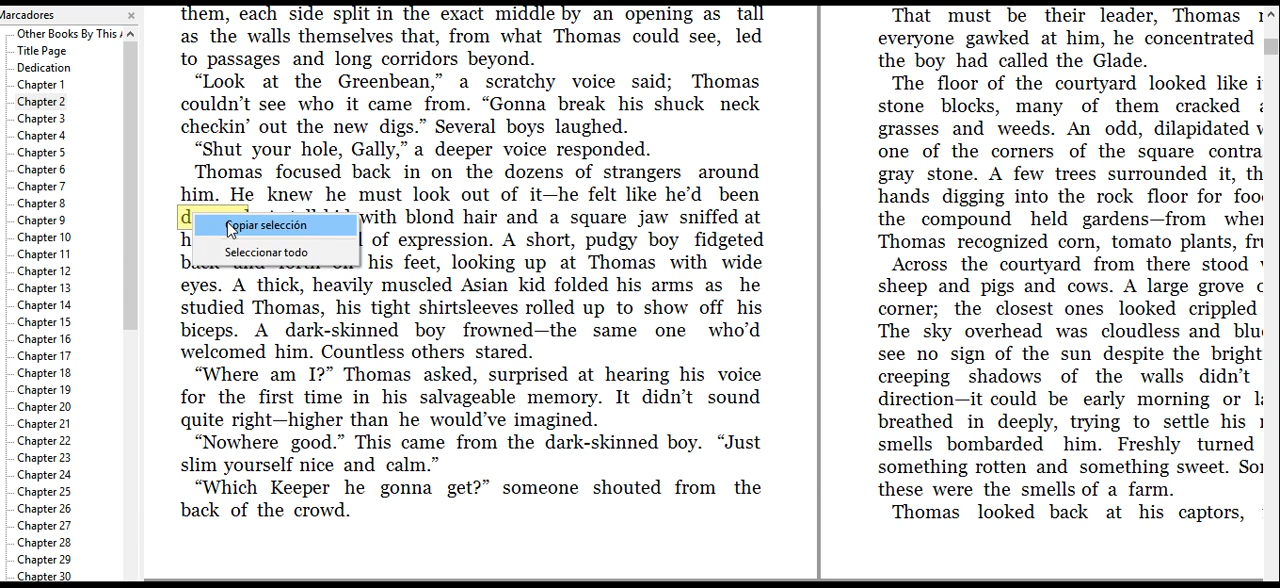 Marcadores
Other Books By This A
Title Page
Dedication
Chapter 1
Chapter 2
Chapter 3
Chapter 4
Chapter 5
Chapter 6
Chapter 7
Chapter 8
Chapter 9
Chapter 10
Chapter 11
Chapter 12
Chapter 13
Chapter 14
Chapter 15
Chapter 16
Chapter 17
Chapter 18
Chapter 19
Chapter 20
Chapter 21
Chapter 22
Chapter 23
Chapter 24
Chapter 25
Chapter 26
Chapter 27
Chapter 28
Chapter 29
Chapter 30
them, each side split in the exact middle by an opening as tall
as the walls themselves that, from what Thomas could see, led
to passages and long corridors beyond.
“Look at the Greenbean,” a scratchy voice said; Thomas
couldn’t see who it came from. “Gonna break his shuck neck
checkin’ out the new digs.” Several boys laughed.
“Shut your hole, Gally,” a deeper voice responded.
Thomas focused back in on the dozens of strangers around
him. He knew he must look out of it—he felt like he’d been
with blond hair and a square jaw sniffed at
of expression. A short, pudgy boy fidgeted
his feet, looking up at Thomas with wide
eyes. A thick, heavily muscled Asian kid folded his arms as he
studied Thomas, his tight shirtsleeves rolled up to show off his
biceps. A dark-skinned boy frowned—the same one who’d
welcomed him. Countless others stared.
“Where am I?” Thomas asked, surprised at hearing his voice
for the first time in his salvageable memory. It didn’t sound
quite right—higher than he would’ve imagined.
“Nowhere good.” This came from the dark-skinned boy. “Just
slim yourself nice and calm.”
“Which Keeper he gonna get?” someone shouted from the
back of the crowd.
Copiar selección
Seleccionar todo
That must be their leader, Thomas
everyone gawked at him, he concentrated
the boy had called the Glade.
The floor of the courtyard looked like
stone blocks, many of them cracked
grasses and weeds. An odd, dilapidated
one of the corners of the square contra
gray stone. A few trees surrounded it, th
hands digging into the rock floor for foo
the compound held gardens—from wher
Thomas recognized corn, tomato plants, fru
Across the courtyard from there stood
sheep and pigs and cows. A large grove
corner; the closest ones looked crippled
The sky overhead was cloudless and blu
see no sign of the sun despite the bright
creeping shadows of the walls didn’t
direction—it could be early morning or
breathed in deeply, trying to settle his
smells bombarded him. Freshly turned
something rotten and something sweet. So
these were the smells of a farm.
Thomas looked back at his captors,